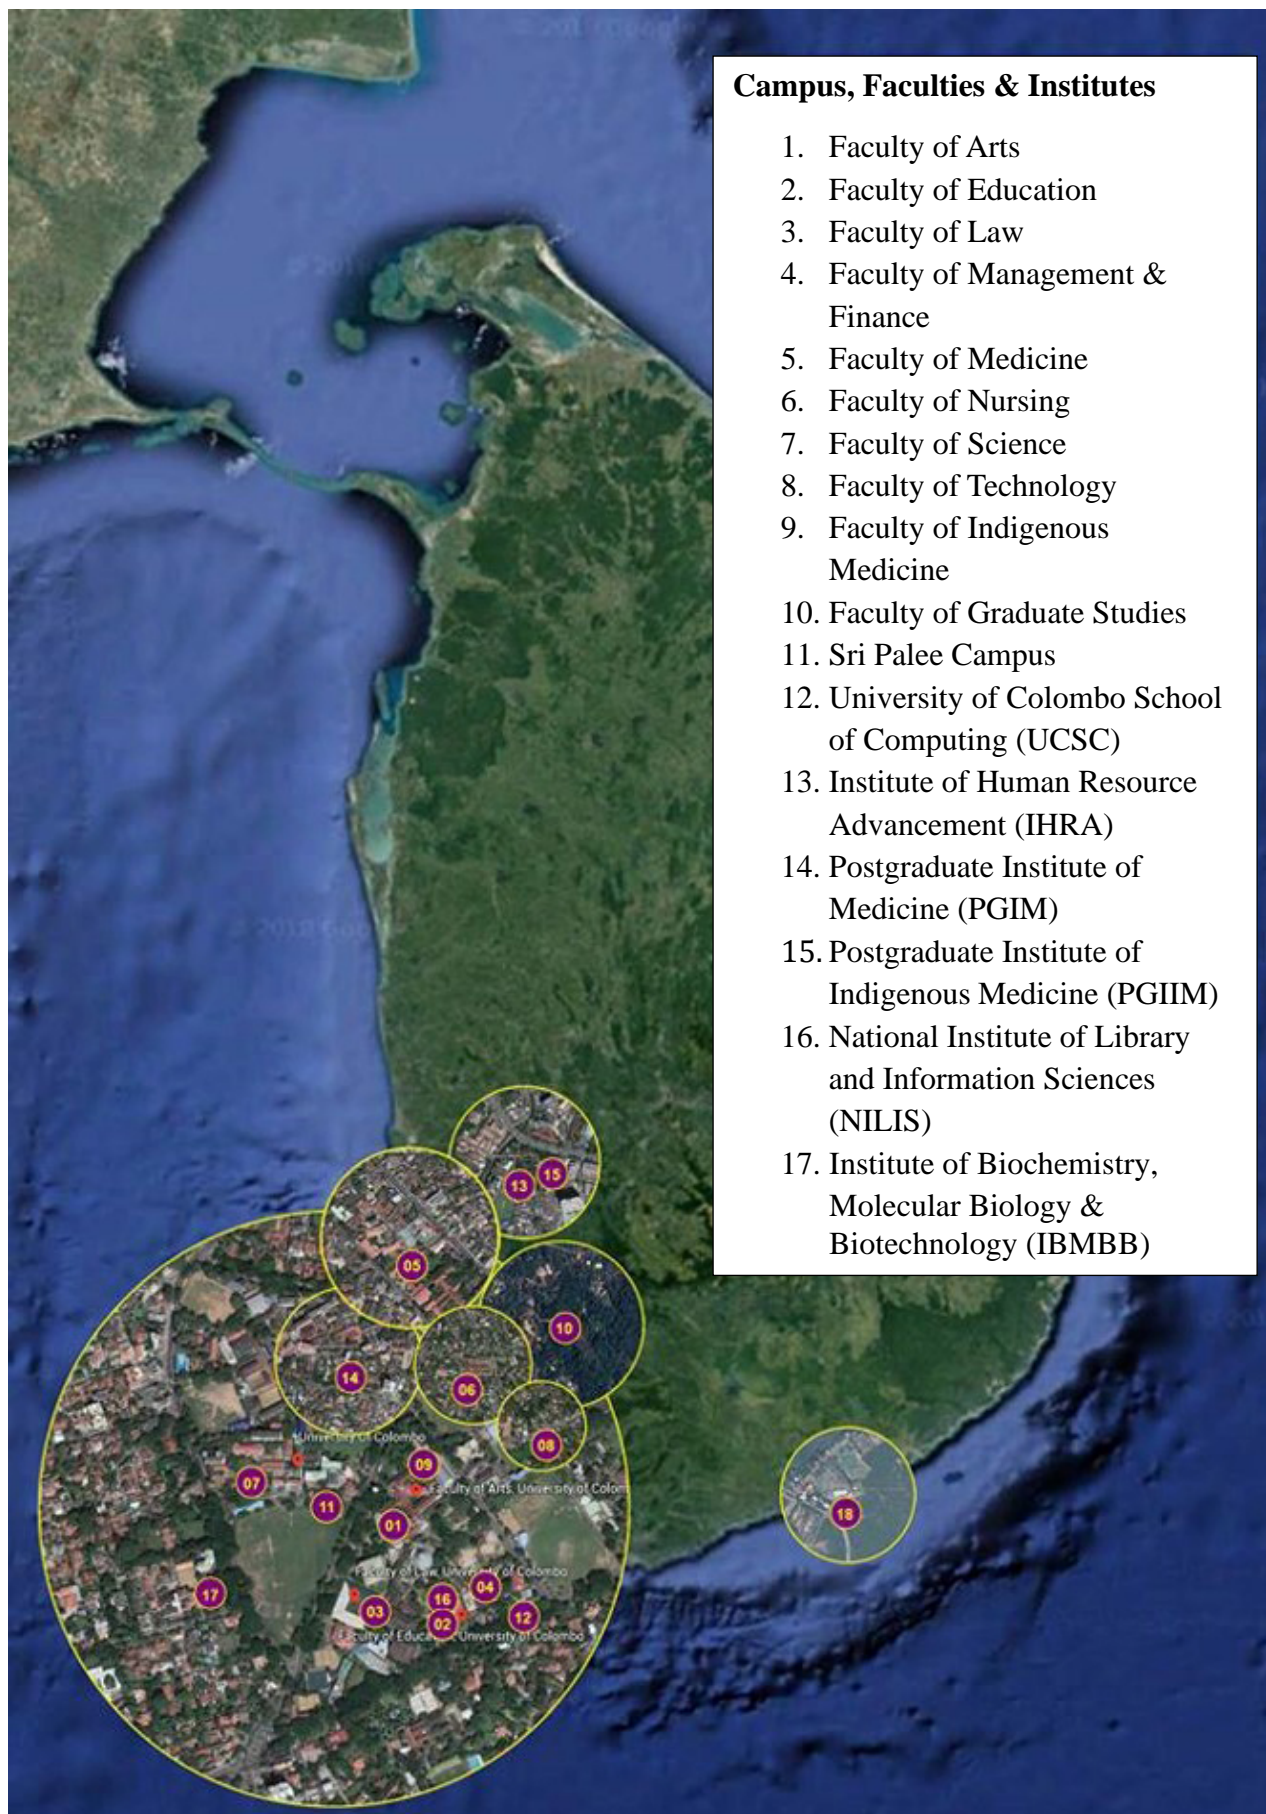 Campus, Faculties & Institutes
1. Faculty of Arts
2. Faculty of Education
3. Faculty of Law
4. Faculty of Management &
Finance
5. Faculty of Medicine
6. Faculty of Nursing
7. Faculty of Science
8. Faculty of Technology
9. Faculty of Indigenous
Medicine
10. Faculty of Graduate Studies
11. Sri Palee Campus
12. University of Colombo School
of Computing (UCSC)
13. Institute of Human Resource
Advancement (IHRA)
14. Postgraduate Institute of
Medicine (PGIM)
15. Postgraduate Institute of
Indigenous Medicine (PGIIM)
16. National Institute of Library
and Information Sciences
(NILIS)
17. Institute of Biochemistry,
Molecular Biology &
Biotechnology (IBMBB)
15
13
05
10
14
06
University of Colombo
08
09
07
Faculty of Arts, University of Colom
11
01
18
Faculty of Law, University of Colombo
04
17
16
03
12
02
Faculty of Educa University of Colombo